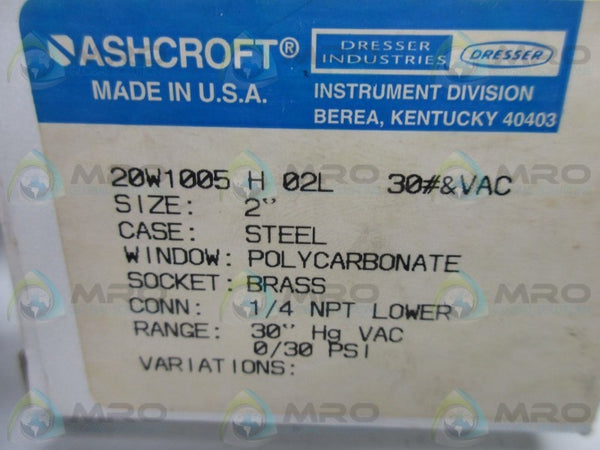 ASHCROFT®
MADE IN U.S.A.
DRESSER
INDUSTRIES
DRESSER
INSTRUMENT DIVISION
BEREA, KENTUCKY 40403
20W1005 H 02L 30#&VAC
SIZE: 2"
CASE: STEEL
WINDOW: POLYCARBONATE
SOCKET: BRASS
CONN: 1/4 NPT LOWER
RANGE: 30" Hg VAC
0/30 PSI
VARIATIONS:
MRO